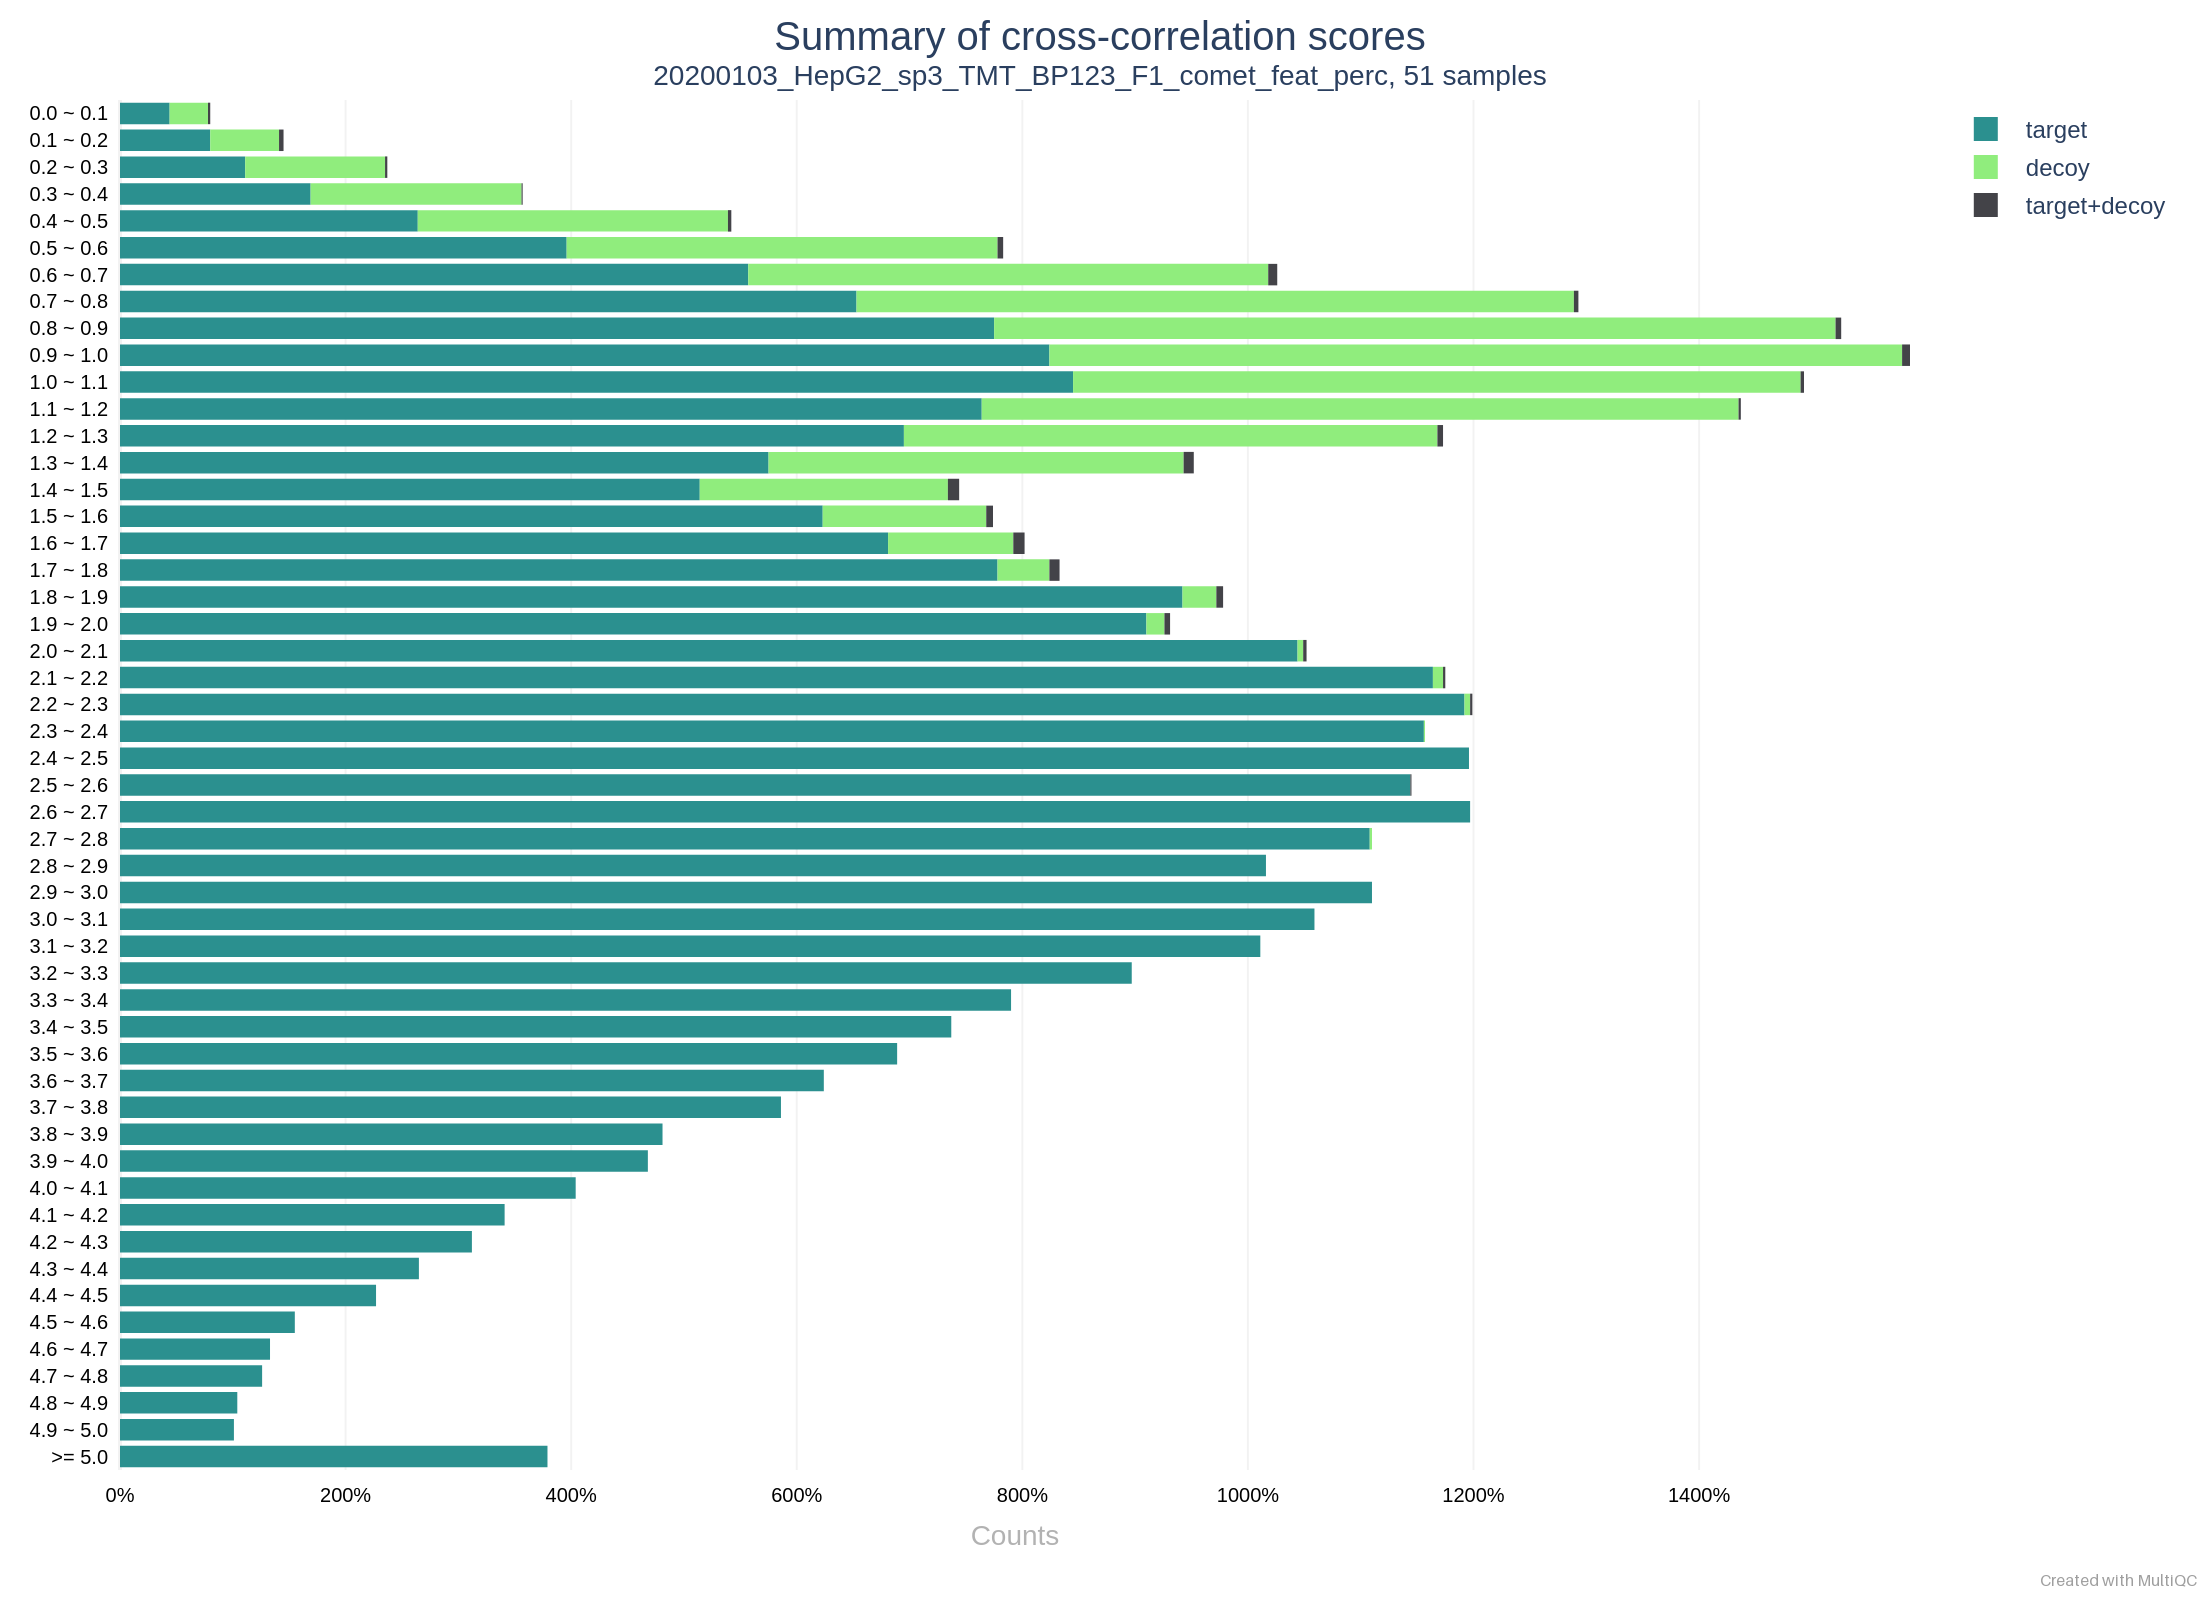 Summary of cross-correlation scores
20200103_HepG2_sp3_TMT_BP123_F1_comet_feat_perc, 51 samples
target
decoy
target+decoy
0.0 ~ 0.1
0.1 ~ 0.2
0.2 ~ 0.3
0.3 ~ 0.4
0.4 ~ 0.5
0.5 ~ 0.6
0.6 ~ 0.7
0.7 ~ 0.8
0.8 ~ 0.9
0.9 ~ 1.0
1.0 ~ 1.1
1.1 ~ 1.2
1.2 ~ 1.3
1.3 ~ 1.4
1.4 ~ 1.5
1.5 ~ 1.6
1.6 ~ 1.7
1.7 ~ 1.8
1.8 ~ 1.9
1.9 ~ 2.0
2.0 ~ 2.1
2.1 ~ 2.2
2.2 ~ 2.3
2.3 ~ 2.4
2.4 ~ 2.5
2.5 ~ 2.6
2.6 ~ 2.7
2.7 ~ 2.8
2.8 ~ 2.9
2.9 ~ 3.0
3.0 ~ 3.1
3.1 ~ 3.2
3.2 ~ 3.3
3.3 ~ 3.4
3.4 ~ 3.5
3.5 ~ 3.6
3.6 ~ 3.7
3.7 ~ 3.8
3.8 ~ 3.9
3.9 ~ 4.0
4.0 ~ 4.1
4.1 ~ 4.2
4.2 ~ 4.3
4.3 ~ 4.4
4.4 ~ 4.5
4.5 ~ 4.6
4.6 ~ 4.7
4.7 ~ 4.8
4.8 ~ 4.9
4.9 ~ 5.0
>= 5.0
0% 200% 400% 600% 800% 1000% 1200% 1400%
Counts
Created with MultiQC